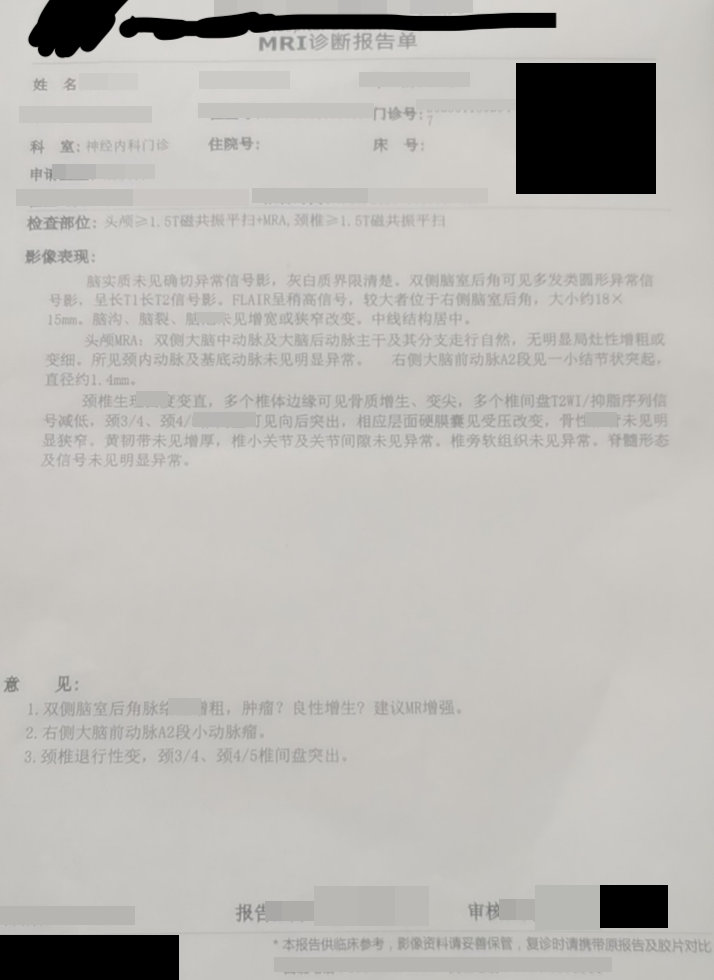 MRI诊断报告单
姓 名
门诊号:
7
科 室: 神经内科门诊 住院号: 床 号:
申请
检查部位: 头颅≥1.5T磁共振平扫+MRA,颈椎≥1.5T磁共振平扫
影像表现:
脑实质未见确切异常信号影，灰白质界限清楚。双侧脑室后角可见多发类圆形异常信
号影，呈长T1长T2信号影。FLAIR呈稍高信号，较大者位于右侧脑室后角，大小约18×
15mm。脑沟、脑裂、脑 未见增宽或狭窄改变。中线结构居中。
头颅MRA: 双侧大脑中动脉及大脑后动脉主干及其分支走行自然，无明显局灶性增粗或
变细。所见颈内动脉及基底动脉未见明显异常。 右侧大脑前动脉A2段见一小结节状突起，
直径约1.4mm。
颈椎生理 变直，多个椎体边缘可见骨质增生、变尖，多个椎间盘T2WI/抑脂序列信
号减低，颈3/4、颈4/ 可见向后突出，相应层面硬膜囊见受压改变，骨性 未见明
显狭窄。黄韧带未见增厚，椎小关节及关节间隙未见异常。椎旁软组织未见异常。脊髓形态
及信号未见明显异常。
意 见:
1. 双侧脑室后角脉络 增粗，肿瘤？良性增生？建议MR增强。
2. 右侧大脑前动脉A2段小动脉瘤。
3. 颈椎退行性变，颈3/4、颈4/5椎间盘突出。
报告 审核
* 本报告供临床参考，影像资料请妥善保管，复诊时请携带原报告及胶片对比